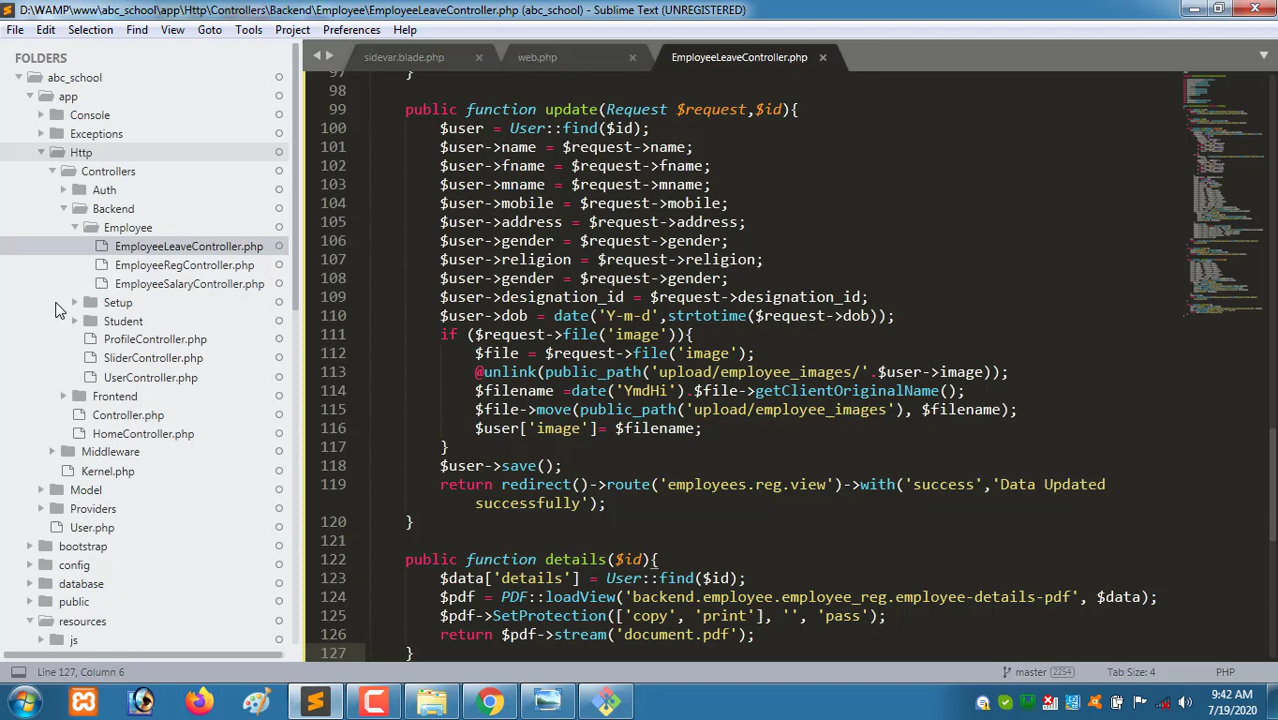 D:\WAMP\www\abc_school\app\Http\Controllers\Backend\Employee\EmployeeLeaveController.php (abc_school) - Sublime Text (UNREGISTERED)
File Edit Selection Find View Goto Tools Project Preferences Help
FOLDERS
abc_school
app
Console
Exceptions
Http
Controllers
Auth
Backend
Employee
EmployeeLeaveController.php
EmployeeRegController.php
EmployeeSalaryController.php
Setup
Student
ProfileController.php
SliderController.php
UserController.php
Frontend
Controller.php
HomeController.php
Middleware
Kernel.php
Model
Providers
User.php
bootstrap
config
database
public
resources
js
sidevar.blade.php web.php EmployeeLeaveController.php
97 }
98
99 public function update(Request $request,$id){
100 $user = User::find($id);
101 $user->name = $request->name;
102 $user->fname = $request->fname;
103 $user->mname = $request->mname;
104 $user->mobile = $request->mobile;
105 $user->address = $request->address;
106 $user->gender = $request->gender;
107 $user->religion = $request->religion;
108 $user->gender = $request->gender;
109 $user->designation_id = $request->designation_id;
110 $user->dob = date('Y-m-d',strtotime($request->dob));
111 if ($request->file('image')){
112 $file = $request->file('image');
113 @unlink(public_path('upload/employee_images/'.$user->image));
114 $filename =date('YmdHi').$file->getClientOriginalName();
115 $file->move(public_path('upload/employee_images'), $filename);
116 $user['image']= $filename;
117 }
118 $user->save();
119 return redirect()->route('employees.reg.view')->with('success','Data Updated
successfully');
120 }
121
122 public function details($id){
123 $data['details'] = User::find($id);
124 $pdf = PDF::loadView('backend.employee.employee_reg.employee-details-pdf', $data);
125 $pdf->SetProtection(['copy', 'print'], '', 'pass');
126 return $pdf->stream('document.pdf');
127 }
Line 127, Column 6 master 2254 Tab Size: 4 PHP
9:42 AM
7/19/2020